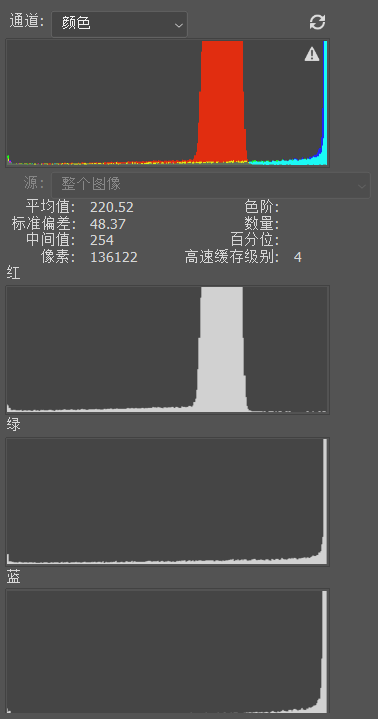 通道: 颜色
源: 整个图像
平均值: 220.52 色阶:
标准偏差: 48.37 数量:
中间值: 254 百分位:
像素: 136122 高速缓存级别: 4
红
绿
蓝